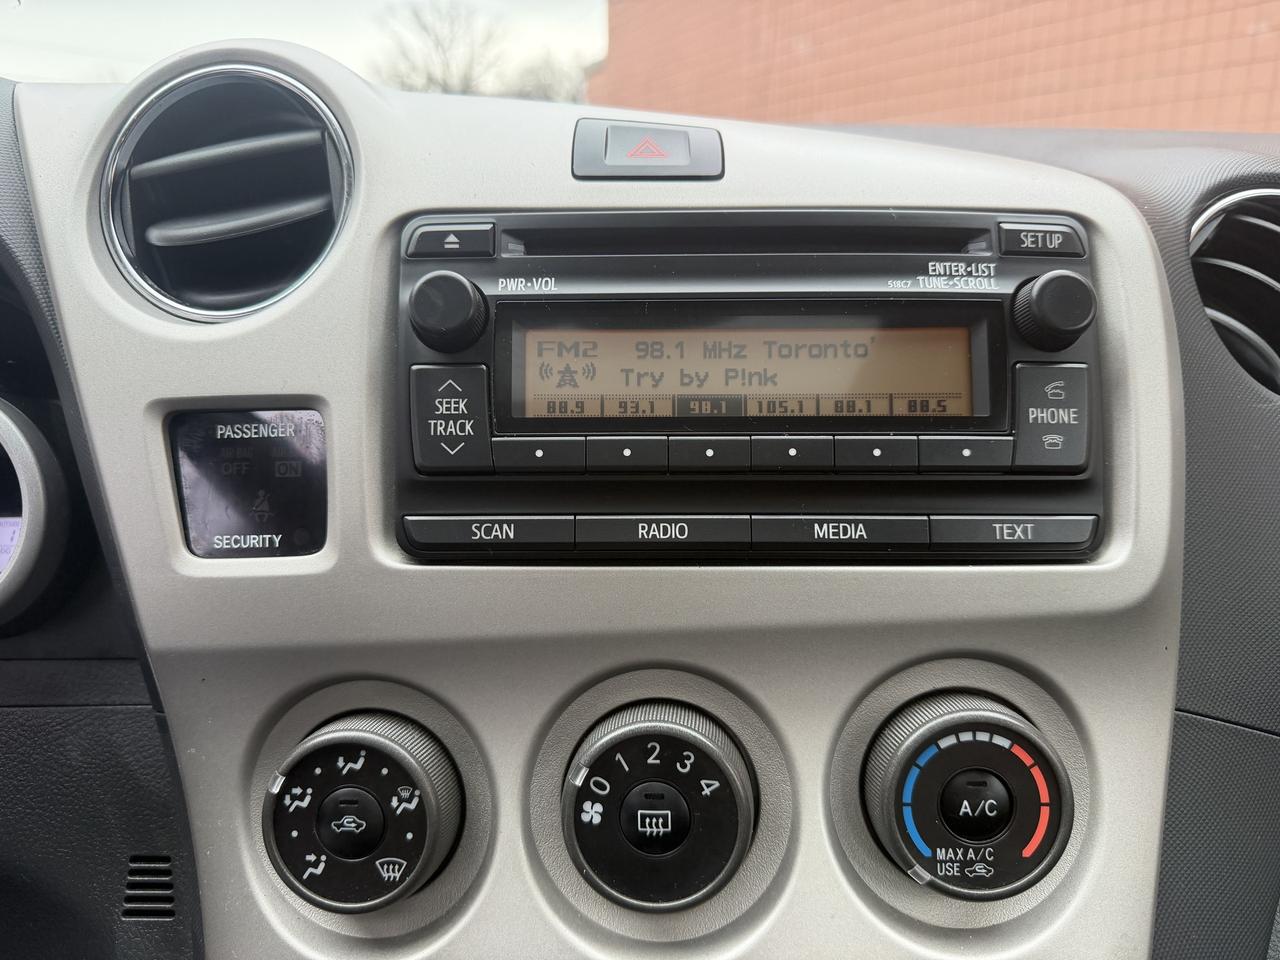 SET UP
ENTER•LIST
PWR•VOL
518C7 TUNE•SCROLL
FM2 98.1 MHz Toronto'
Try by P!nk
88.9 93.1 98.1 105.1 88.1 88.5
SEEK
TRACK
PHONE
PASSENGER
AIR BAG
OFF ON
SECURITY
SCAN RADIO MEDIA TEXT
0 1 2 3 4
A/C
MAX A/C
USE